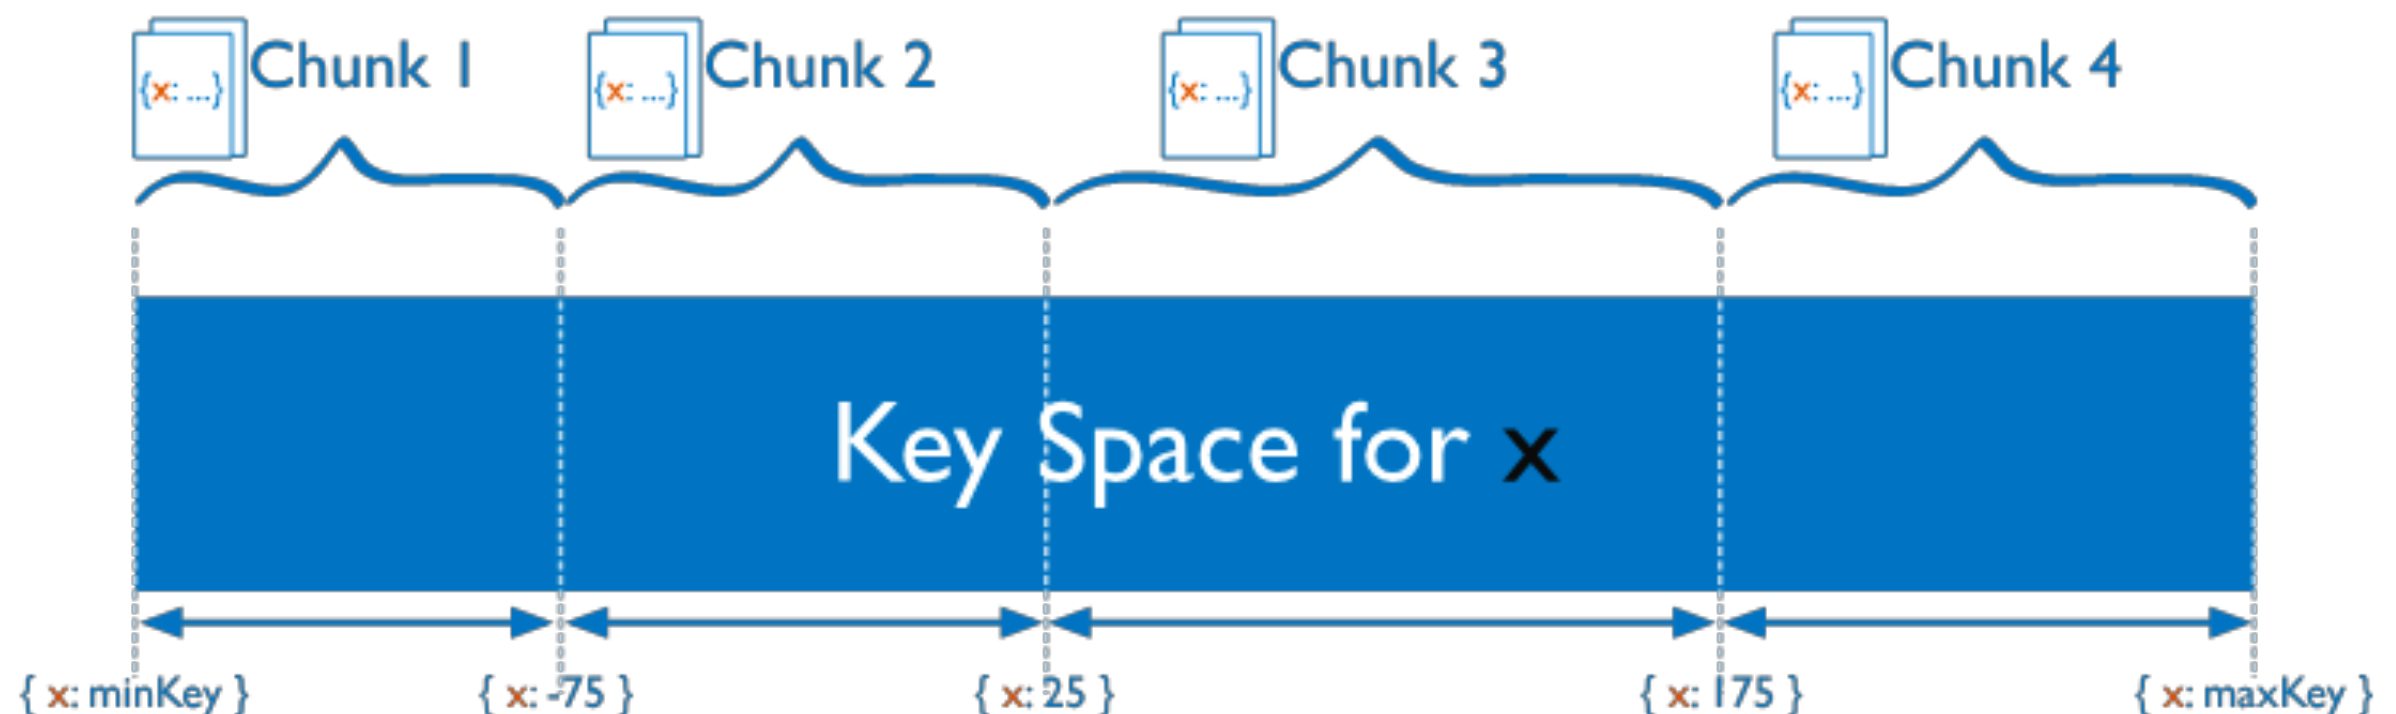 {x: ...} Chunk 1
{x: ...} Chunk 2
{x: ...} Chunk 3
{x: ...} Chunk 4
Key Space for x
{ x: minKey }
{ x: -75 }
{ x: 25 }
{ x: 175 }
{ x: maxKey }